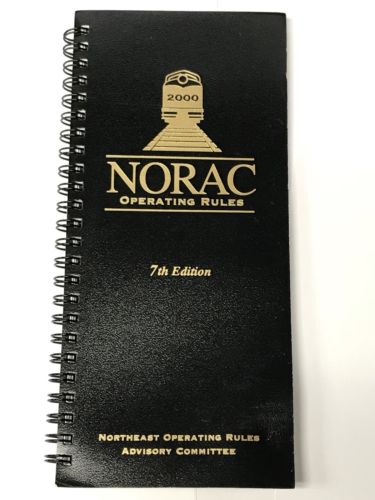 2000
NORAC
OPERATING RULES
7th Edition
NORTHEAST OPERATING RULES
ADVISORY COMMITTEE